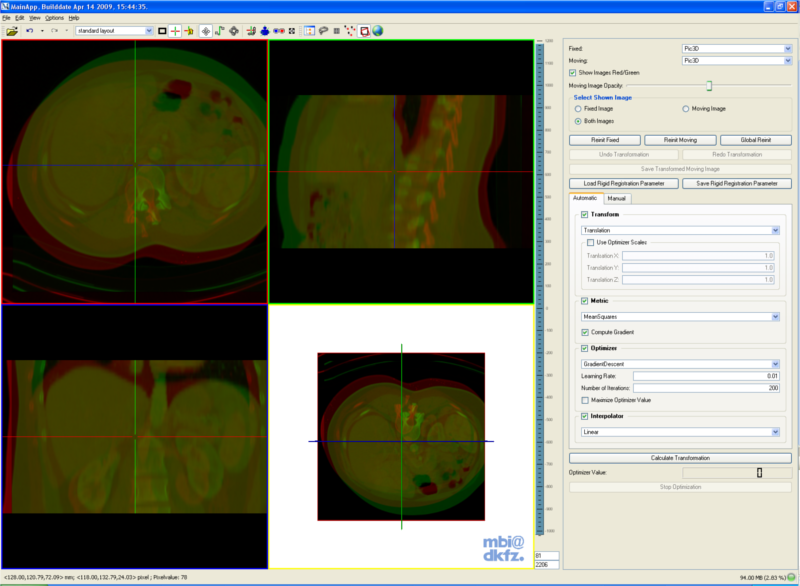 MainApp, Builddate Apr 14 2009, 15:44:35.
File Edit View Options Help
standard layout
Fixed: Pic3D
Moving: Pic3D
Show Images Red/Green
Moving Image Opacity:
Select Shown Image
Fixed Image Moving Image
Both Images
Reinit Fixed Reinit Moving Global Reinit
Undo Transformation Redo Transformation
Save Transformed Moving Image
Load Rigid Registration Parameter Save Rigid Registration Parameter
Automatic Manual
Transform
Translation
Use Optimizer Scales
Translation X: 1.0
Translation Y: 1.0
Translation Z: 1.0
Metric
MeanSquares
Compute Gradient
Optimizer
GradientDescent
Learning Rate: 0.01
Number of Iterations: 200
Maximize Optimizer Value
Interpolator
Linear
Calculate Transformation
Optimizer Value:
Stop Optimization
mbi@
dkfz.
81
2206
<128.00,120.79,72.09> mm; <118.00,132.79,24.03> pixel ; Pixelvalue: 78
94.00 MB (2.83 %)